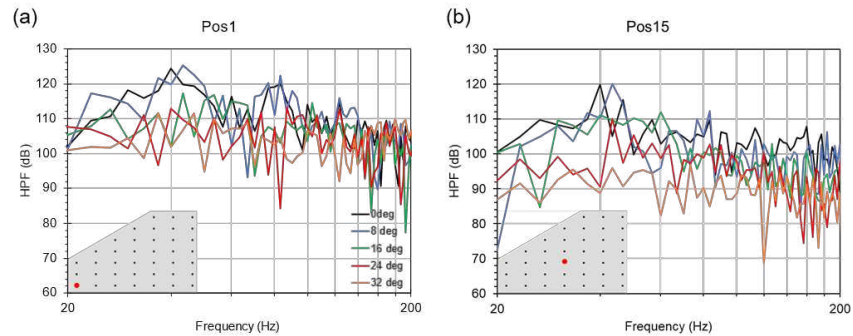 (a)
Pos1
130
120
110
100
90
80
70
60
HPF (dB)
0deg
8 deg
16 deg
24 deg
32 deg
20
200
Frequency (Hz)
(b)
Pos15
130
120
110
100
90
80
70
60
HPF (dB)
20
200
Frequency (Hz)